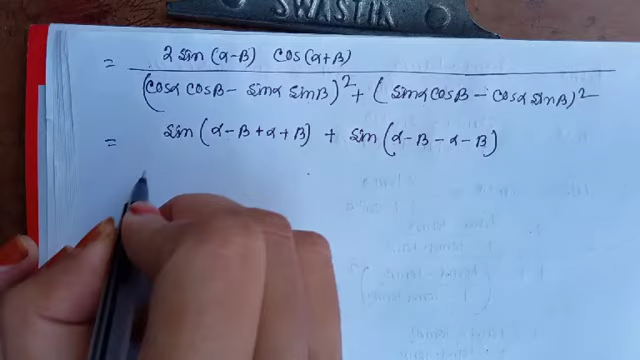 SWASTIK
= 2 sin (α-β) cos(α+β)
(cosα cosβ - sinα sinβ)² + (sinα cosβ - cosα sinβ)²
= sin (α-β+α+β) + sin (α-β-α-β)